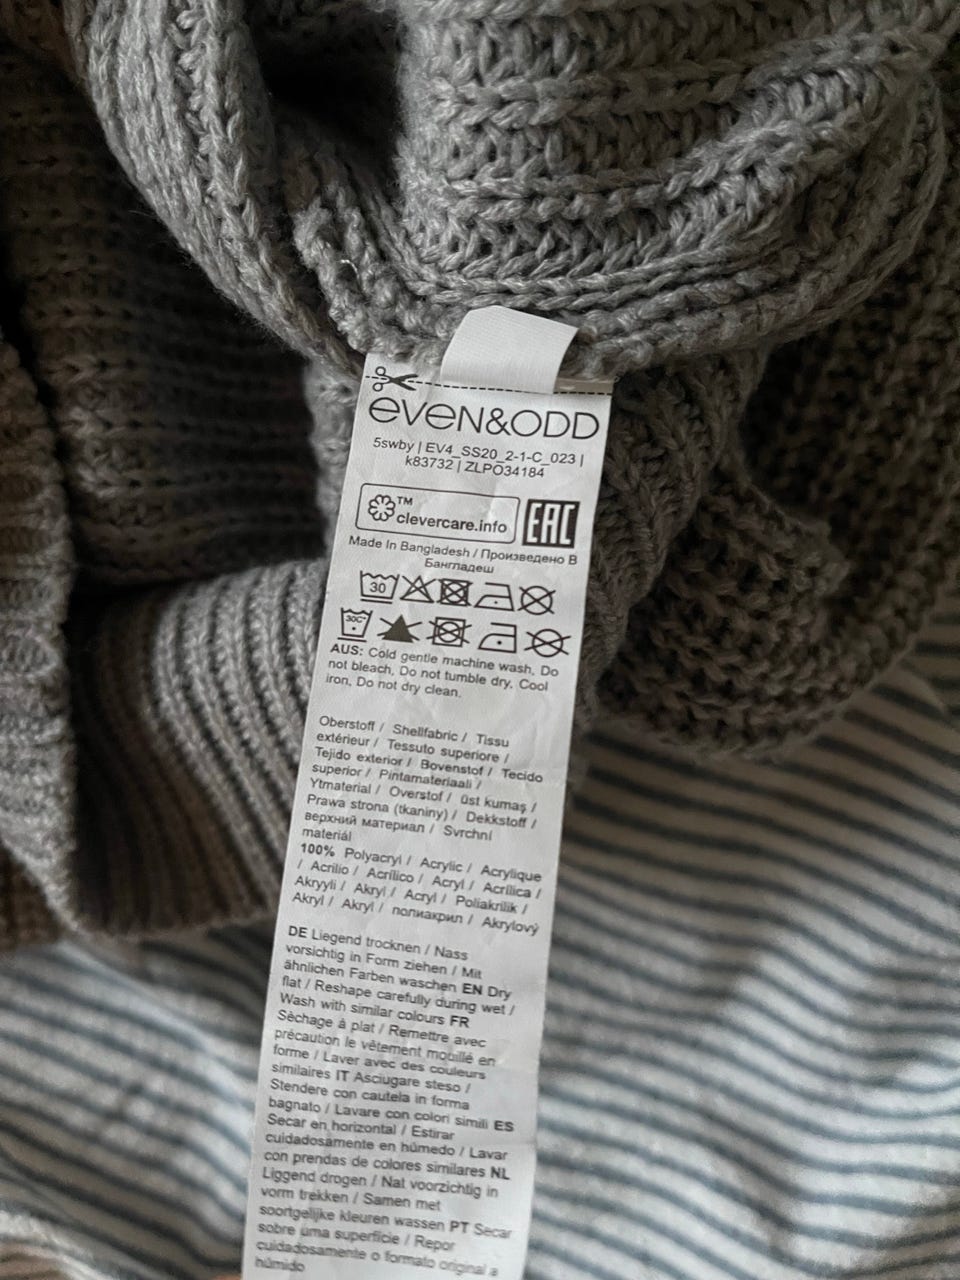 even&ODD
5swby | EV4_SS20_2-1-C_023 |
k83732 | ZLPO34184
TM
clevercare.info
EAC
Made In Bangladesh / Произведено В
Бангладеш
30
30C°
AUS: Cold gentle machine wash, Do
not bleach, Do not tumble dry, Cool
iron, Do not dry clean.
Oberstoff / Shellfabric / Tissu
extérieur / Tessuto superiore /
Tejido exterior / Bovenstof / Tecido
superior / Pintamateriaali /
Ytmaterial / Overstof / üst kumaş /
Prawa strona (tkaniny) / Dekkstoff /
верхний материал / Svrchní
materiál
100% Polyacryl / Acrylic / Acrylique
/ Acrilio / Acrílico / Acryl / Acrílica /
Akryyli / Akryl / Acryl / Poliakrilik /
Akryl / Akryl / полиакрил / Akrylový
DE Liegend trocknen / Nass
vorsichtig in Form ziehen / Mit
ähnlichen Farben waschen EN Dry
flat / Reshape carefully during wet /
Wash with similar colours FR
Sèchage à plat / Remettre avec
précaution le vêtement mouillé en
forme / Laver avec des couleurs
similaires IT Asciugare steso /
Stendere con cautela in forma
bagnato / Lavare con colori simili ES
Secar en horizontal / Estirar
cuidadosamente en húmedo / Lavar
con prendas de colores similares NL
Liggend drogen / Nat voorzichtig in
vorm trekken / Samen met
soortgelijke kleuren wassen PT Secar
sobre uma superfície / Repor
cuidadosamente o formato original a
húmido